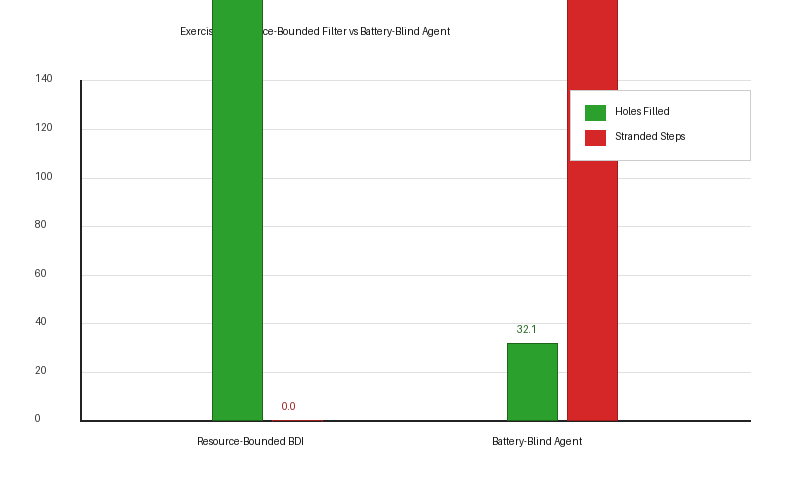 Exercis ce-Bounded Filter vs Battery-Blind Agent
140
120
100
80
60
40
20
0
Holes Filled
Stranded Steps
32.1
0.0
Resource-Bounded BDI
Battery-Blind Agent